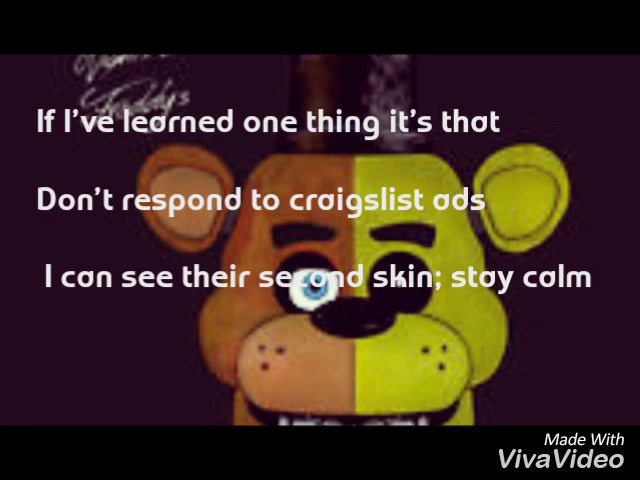 Freddy's
If I've learned one thing it's that
Don't respond to craigslist ads
I can see their second skin; stay calm
Made With
VivaVideo